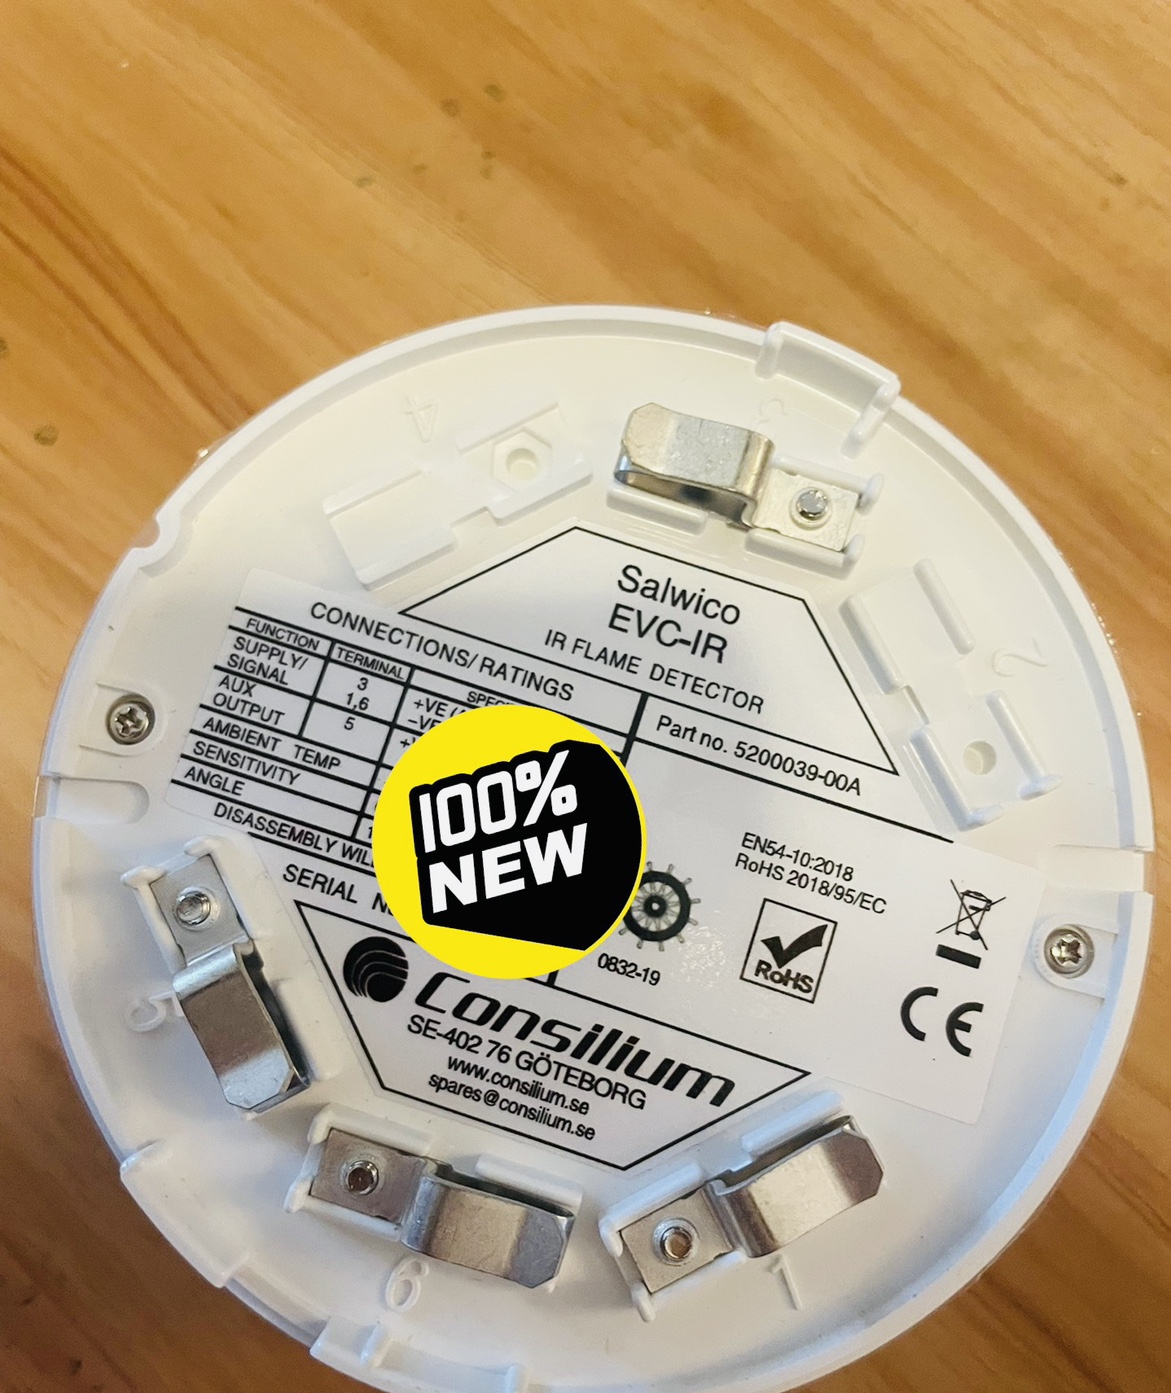 4
3
2
Salwico
EVC-IR
IR FLAME DETECTOR
Part no. 5200039-00A
CONNECTIONS/RATINGS
FUNCTION TERMINAL
SUPPLY/ 3 +VE
SIGNAL 1,6 -VE
AUX
OUTPUT 5
AMBIENT TEMP
SENSITIVITY
ANGLE
DISASSEMBLY
SERIAL
100%
NEW
0832-19
EN54-10:2018
RoHS 2018/95/EC
RoHS
CE
Consilium
SE-402 76 GÖTEBORG
www.consilium.se
spares@consilium.se
5
6
1